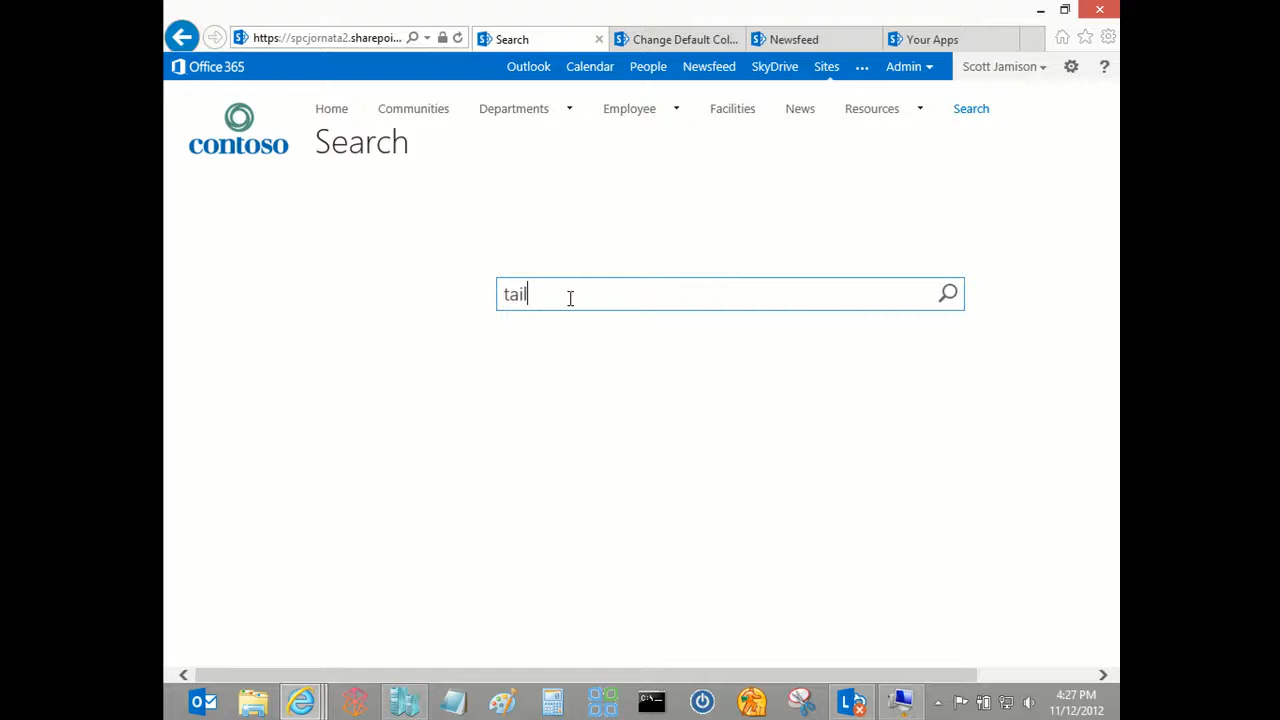 https://spcjornata2.sharepoi...
Search
Change Default Col...
Newsfeed
Your Apps
Office 365
Outlook
Calendar
People
Newsfeed
SkyDrive
Sites
...
Admin
Scott Jamison
?
contoso
Home
Communities
Departments
Employee
Facilities
News
Resources
Search
Search
tail
4:27 PM
11/12/2012